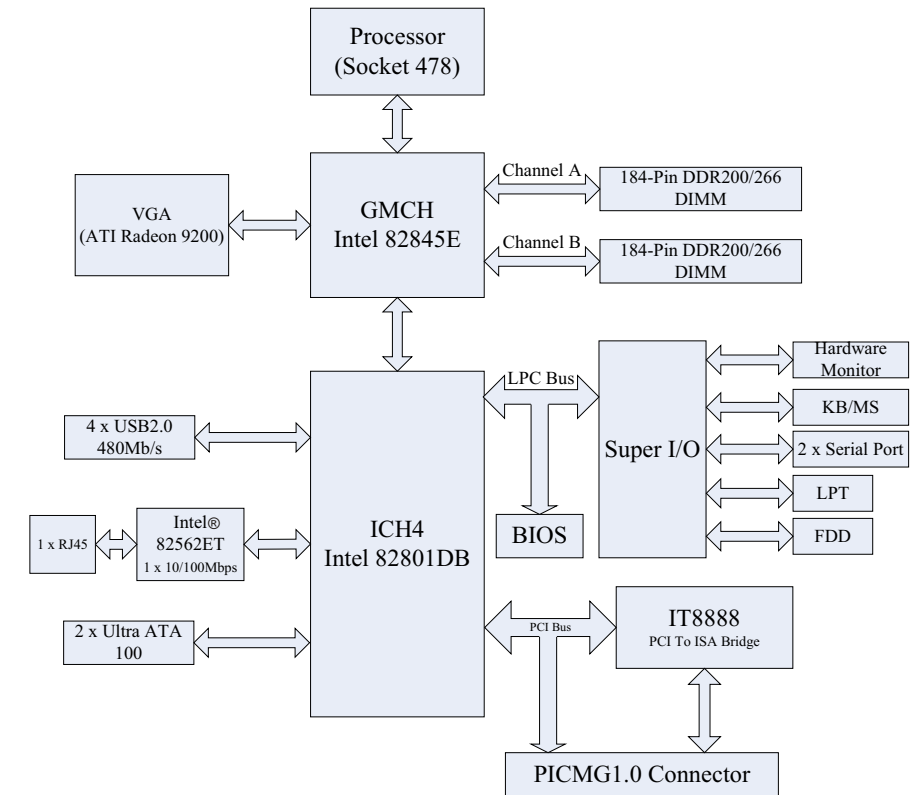 Processor
(Socket 478)
GMCH
Intel 82845E
VGA
(ATI Radeon 9200)
Channel A
184-Pin DDR200/266
DIMM
Channel B
184-Pin DDR200/266
DIMM
ICH4
Intel 82801DB
4 x USB2.0
480Mb/s
1 x RJ45
Intel®
82562ET
1 x 10/100Mbps
2 x Ultra ATA
100
LPC Bus
BIOS
Super I/O
Hardware
Monitor
KB/MS
2 x Serial Port
LPT
FDD
PCI Bus
IT8888
PCI To ISA Bridge
PICMG1.0 Connector